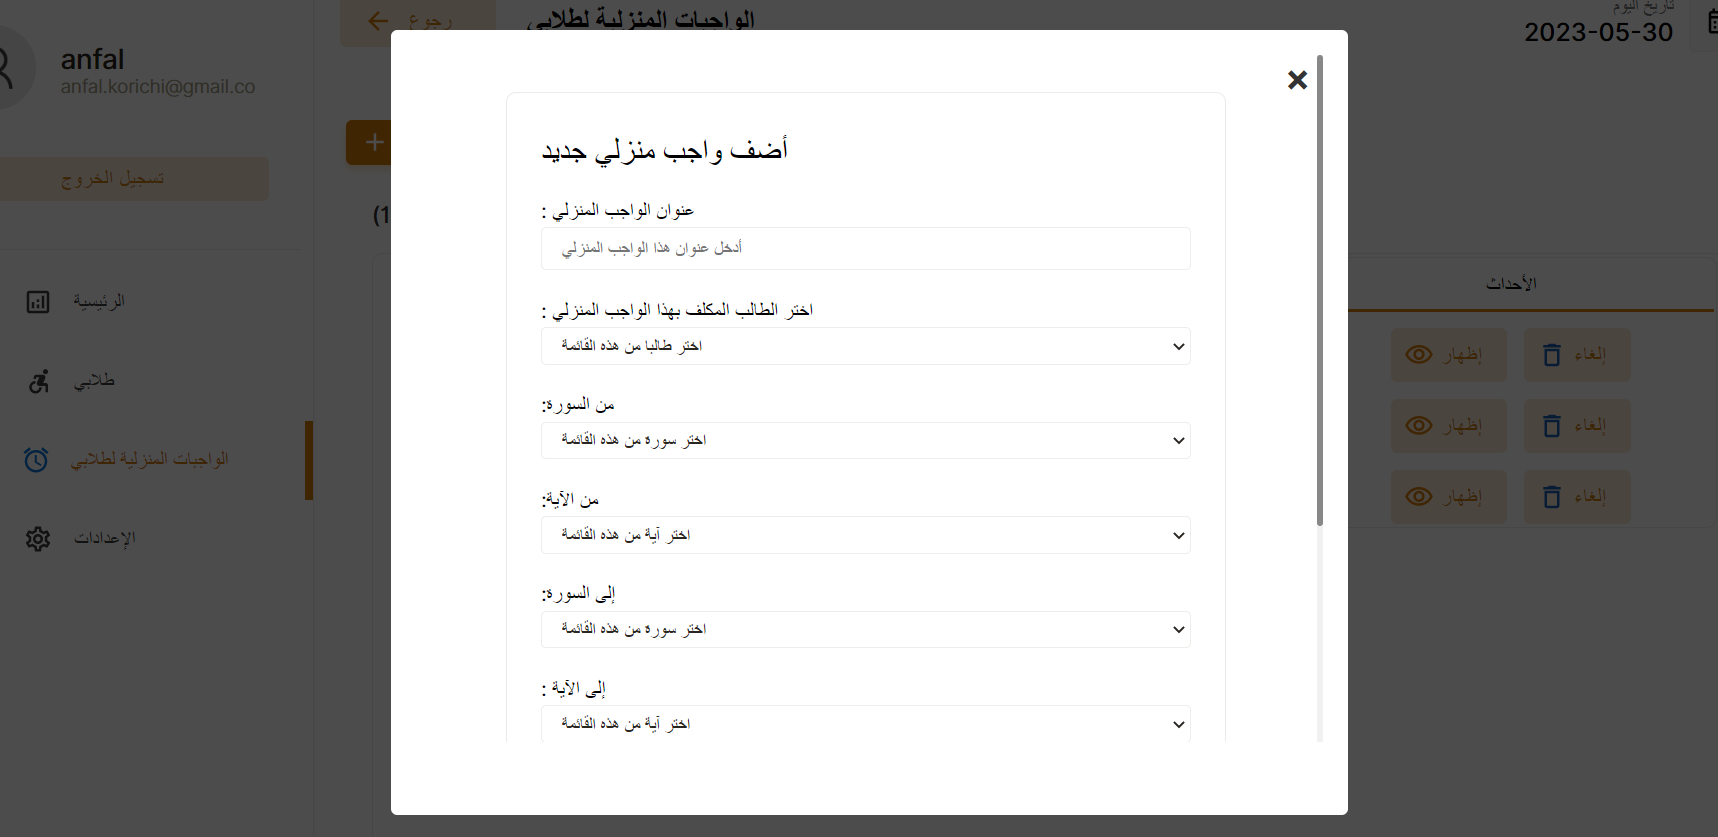 رجوع
الواجبات المنزلية لطلابي
تاريخ اليوم
2023-05-30
anfal
anfal.korichi@gmail.co
تسجيل الخروج
الرئيسية
طلابي
الواجبات المنزلية لطلابي
الإعدادات
+
(1
×
أضف واجب منزلي جديد
عنوان الواجب المنزلي :
أدخل عنوان هذا الواجب المنزلي
اختر الطالب المكلف بهذا الواجب المنزلي :
اختر طالبا من هذه القائمة
من السورة:
اختر سورة من هذه القائمة
من الآية:
اختر آية من هذه القائمة
إلى السورة:
اختر سورة من هذه القائمة
إلى الآية :
اختر آية من هذه القائمة
الأحداث
إظهار إلغاء
إظهار إلغاء
إظهار إلغاء